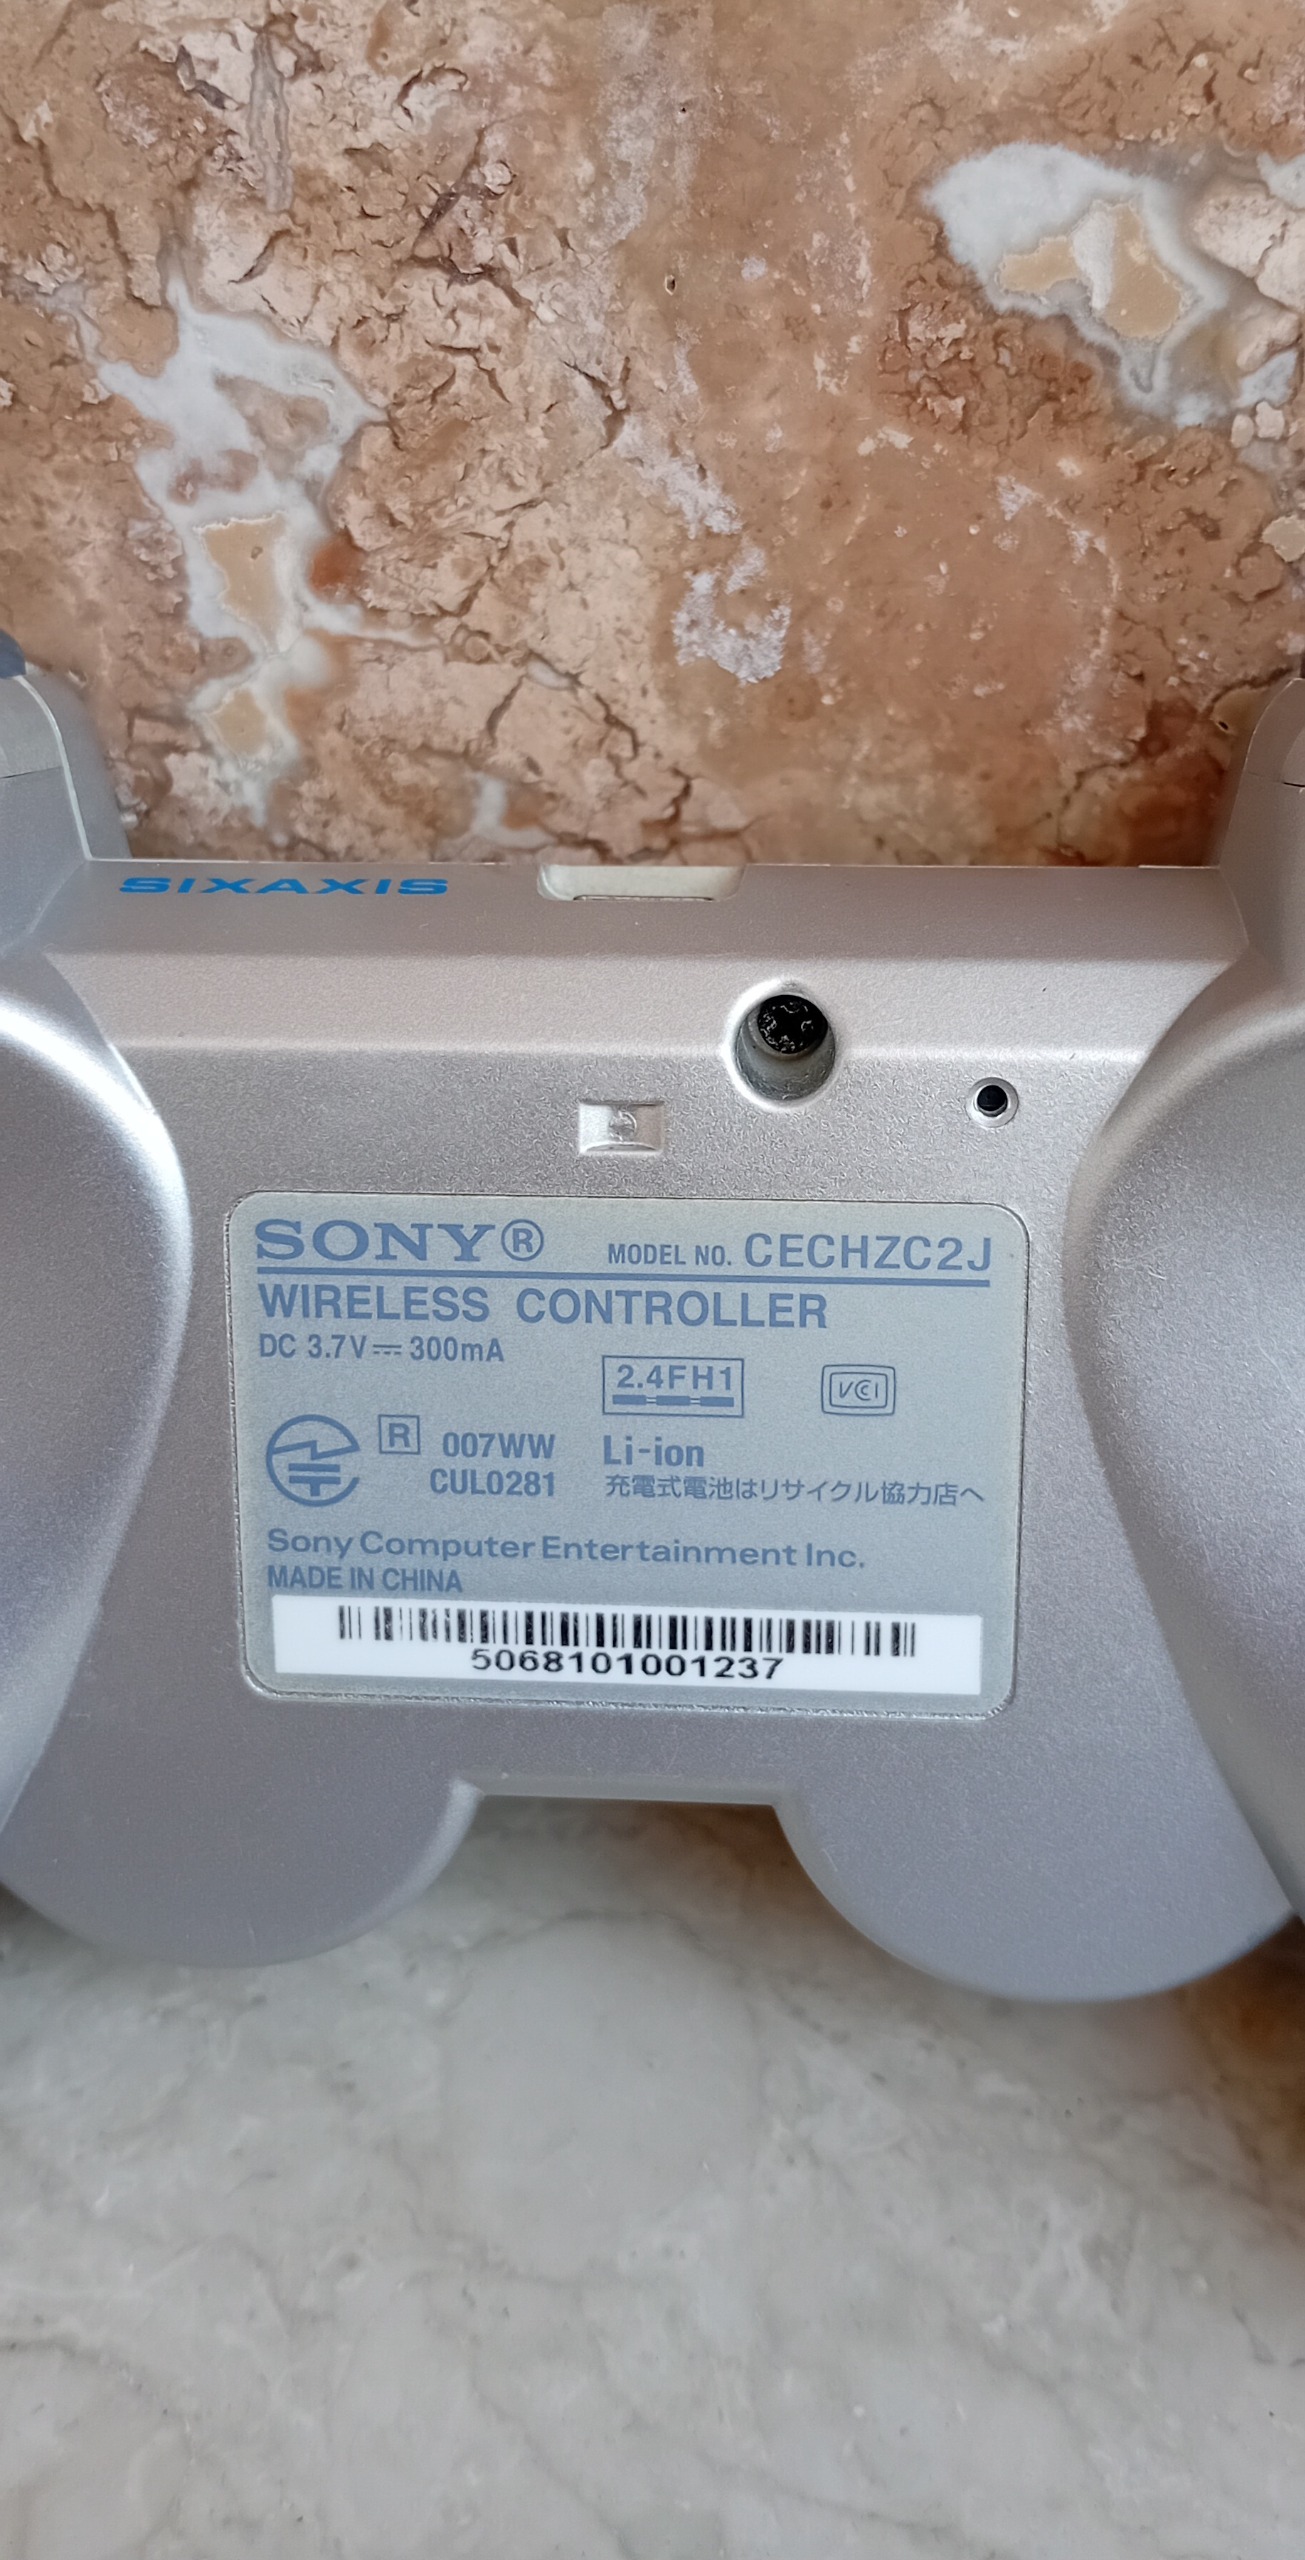 SIXAXIS
SONY® MODEL NO. CECHZC2J
WIRELESS CONTROLLER
DC 3.7V⎓300mA
2.4FH1
VCI
R 007WW
CUL0281
Li-ion
充電式電池はリサイクル協力店へ
Sony Computer Entertainment Inc.
MADE IN CHINA
5068101001237